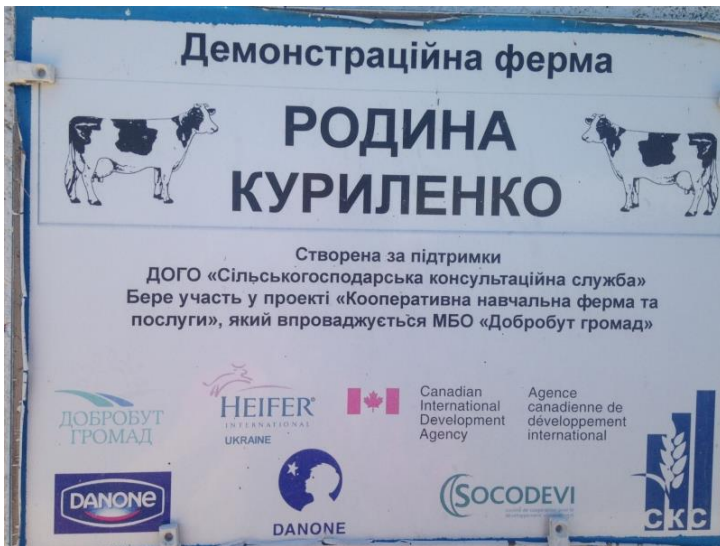 Демонстраційна ферма
РОДИНА
КУРИЛЕНКО
Створена за підтримки
ДОГО «Сільськогосподарська консультаційна служба»
Бере участь у проекті «Кооперативна навчальна ферма та
послуги», який впроваджується МБО «Добробут громад»
ДОБРОБУТ
ГРОМАД
HEIFER®
INTERNATIONAL
UKRAINE
Canadian
International
Development
Agency
Agence
canadienne de
développement
international
DANONE
DANONE
SOCODEVI
СКС